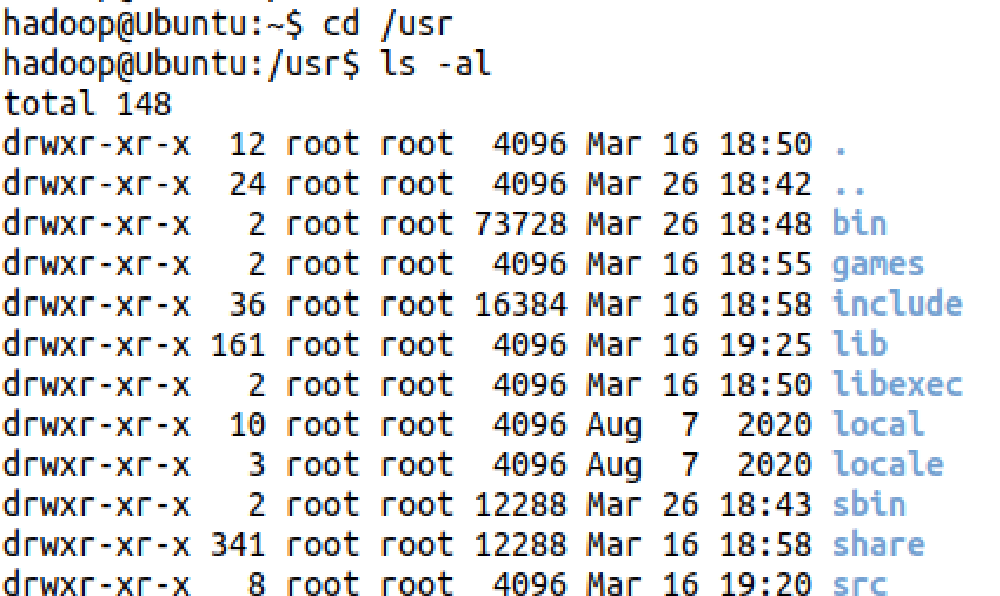 hadoop@Ubuntu:~$ cd /usr
hadoop@Ubuntu:/usr$ ls -al
total 148
drwxr-xr-x  12 root root  4096 Mar 16 18:50 .
drwxr-xr-x  24 root root  4096 Mar 26 18:42 ..
drwxr-xr-x   2 root root 73728 Mar 26 18:48 bin
drwxr-xr-x   2 root root  4096 Mar 16 18:55 games
drwxr-xr-x  36 root root 16384 Mar 16 18:58 include
drwxr-xr-x 161 root root  4096 Mar 16 19:25 lib
drwxr-xr-x   2 root root  4096 Mar 16 18:50 libexec
drwxr-xr-x  10 root root  4096 Aug  7  2020 local
drwxr-xr-x   3 root root  4096 Aug  7  2020 locale
drwxr-xr-x   2 root root 12288 Mar 26 18:43 sbin
drwxr-xr-x 341 root root 12288 Mar 16 18:58 share
drwxr-xr-x   8 root root  4096 Mar 16 19:20 src